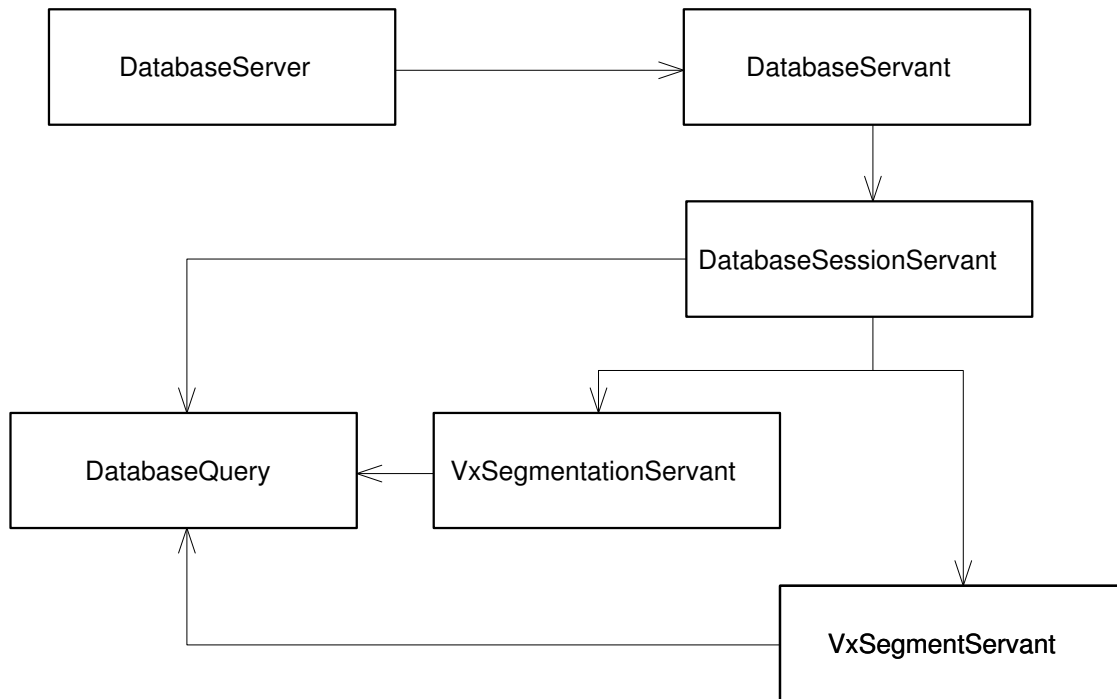 DatabaseServer
DatabaseServant
DatabaseSessionServant
DatabaseQuery
VxSegmentationServant
VxSegmentServant